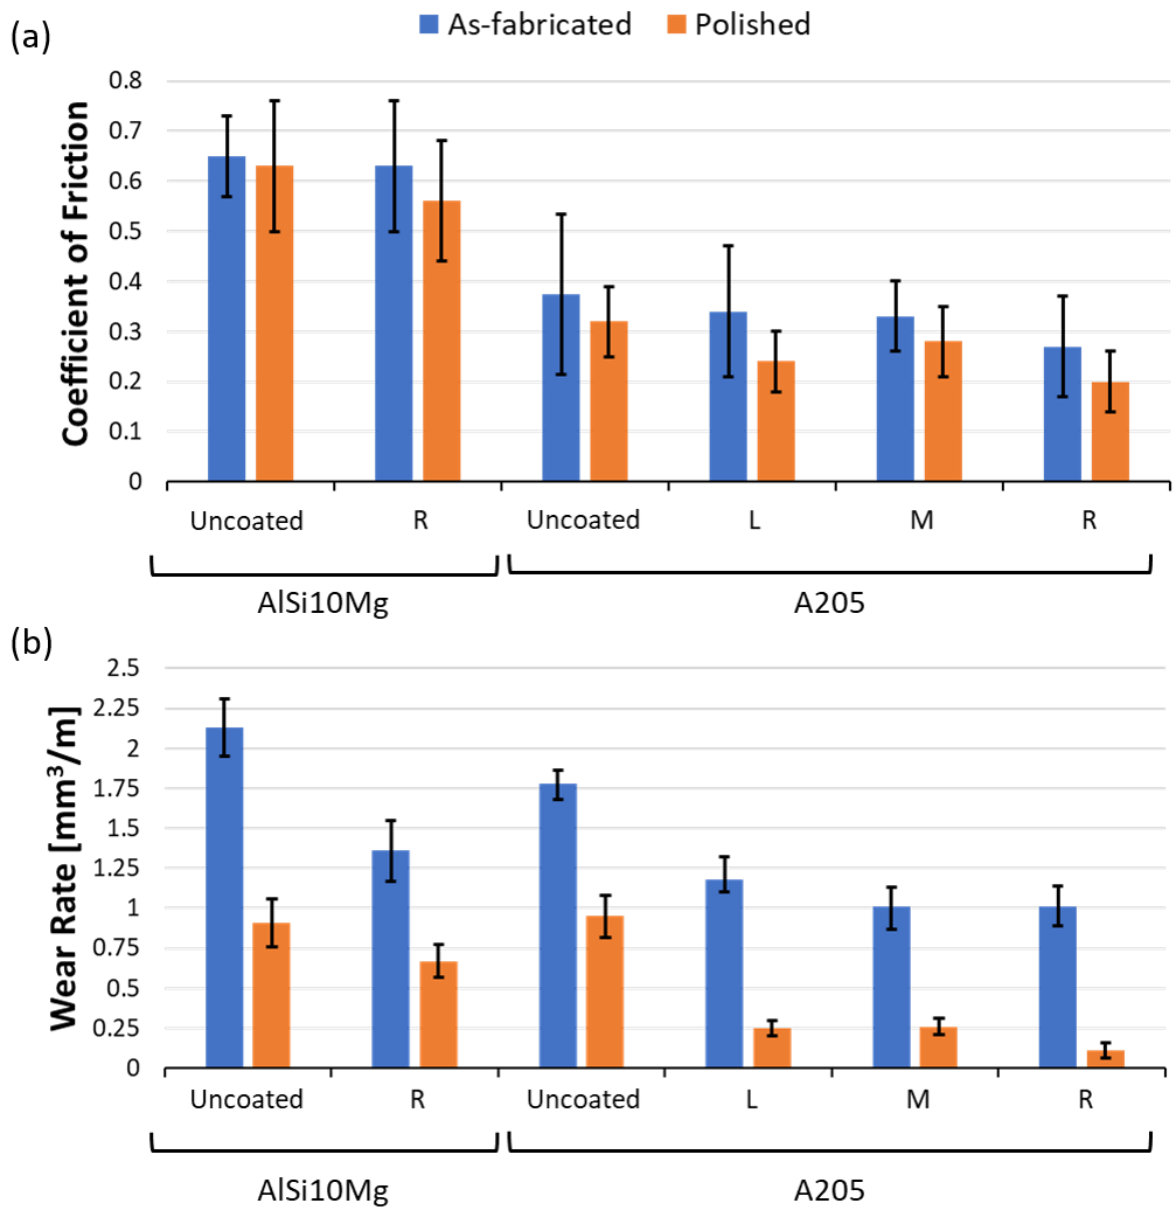 (a)
As-fabricated Polished
Coefficient of Friction
0.8
0.7
0.6
0.5
0.4
0.3
0.2
0.1
0
Uncoated R Uncoated L M R
AlSi10Mg A205
(b)
Wear Rate [mm³/m]
2.5
2.25
2
1.75
1.5
1.25
1
0.75
0.5
0.25
0
Uncoated R Uncoated L M R
AlSi10Mg A205